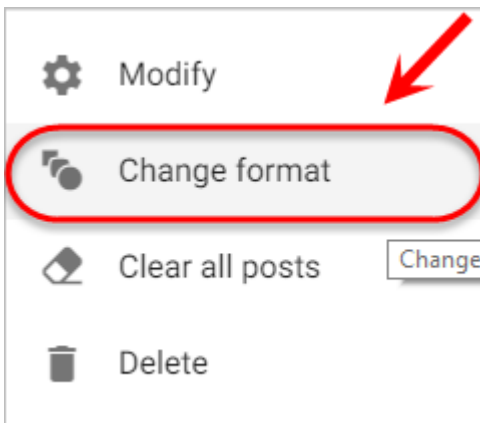 Modify
Change format
Clear all posts
Change
Delete